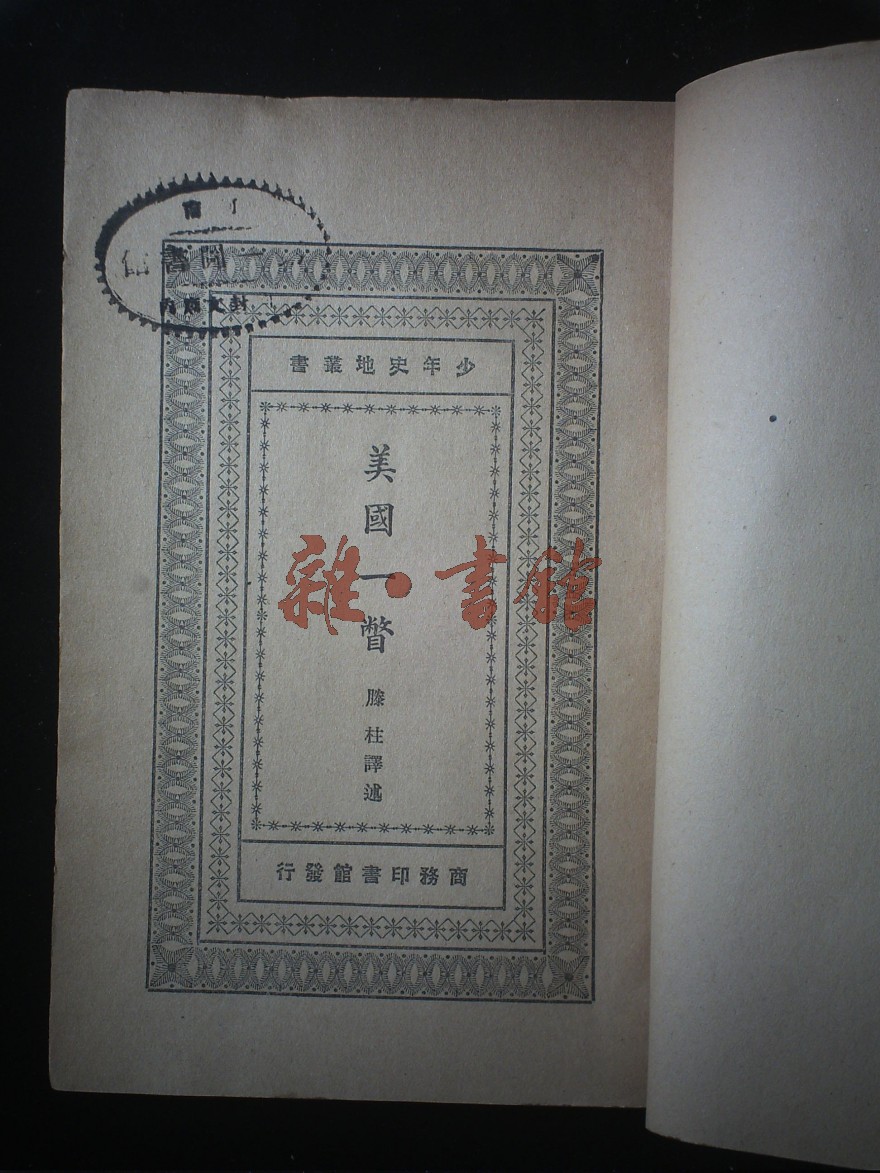 少年史地叢書
美國一瞥
滕柱譯述
商務印書館發行
雜·書館